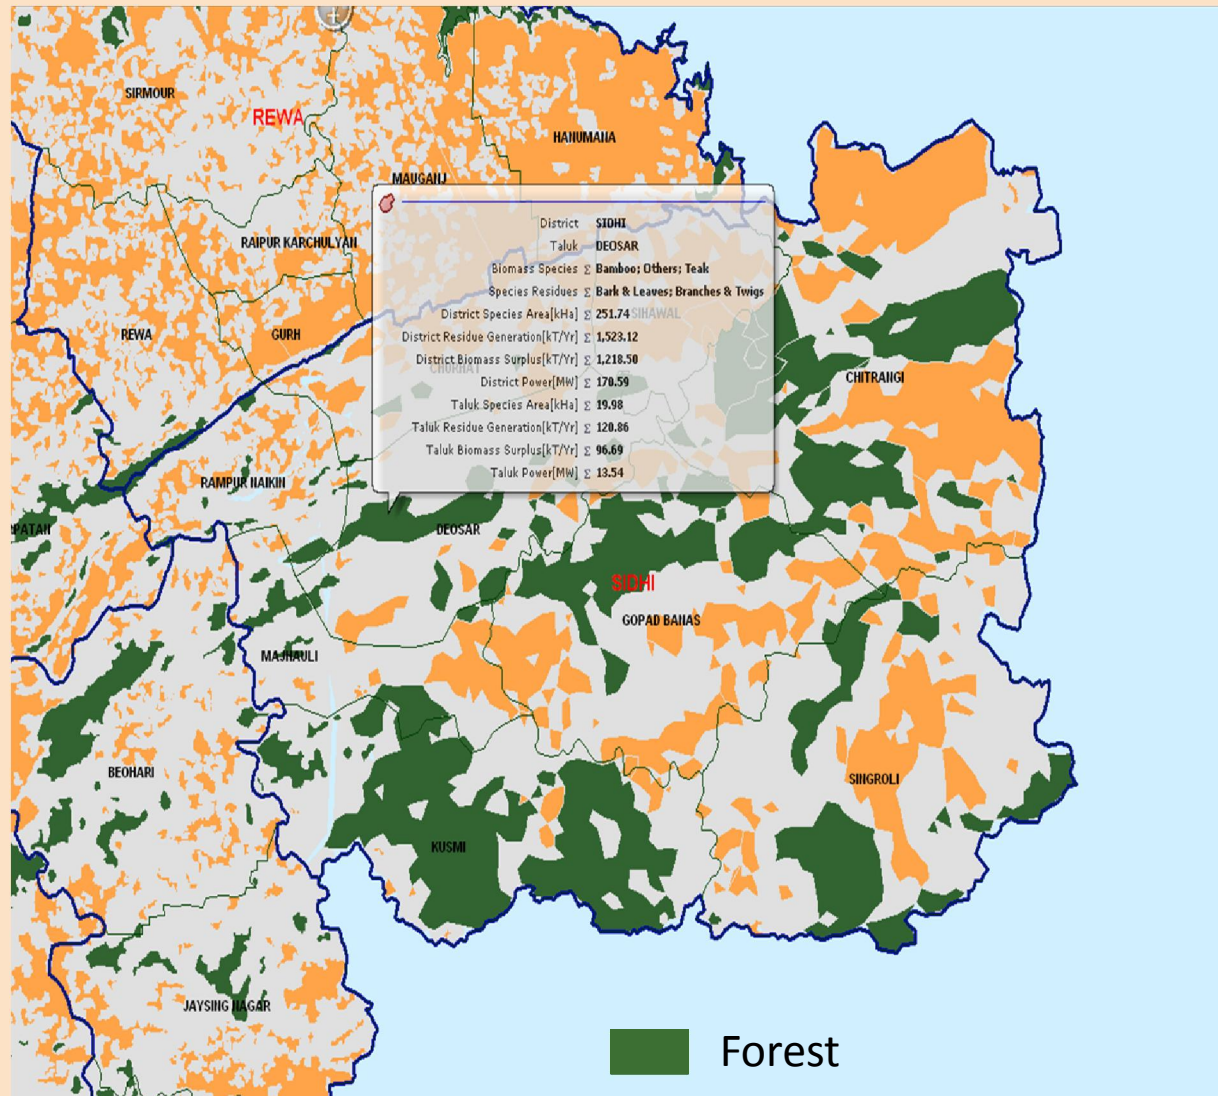 SIRMOUR
REWA
HANUMANA
MAUGANJ
RAIPUR KARCHULYAN
REWA
GURH
District SIDHI
Taluk DEOSAR
Biomass Species Σ Bamboo; Others; Teak
Species Residues Σ Bark & Leaves; Branches & Twigs
District Species Area[kHa] Σ 251.74
SIHAWAL
District Residue Generation[kT/Yr] Σ 1,523.12
District Biomass Surplus[kT/Yr] Σ 1,218.50
CHURHAT
District Power[MW] Σ 170.59
Taluk Species Area[kHa] Σ 19.98
Taluk Residue Generation[kT/Yr] Σ 120.86
Taluk Biomass Surplus[kT/Yr] Σ 96.69
Taluk Power[MW] Σ 13.54
CHITRANGI
RAMPUR NAIKIN
PATAN
DEOSAR
SIDHI
GOPAD BANAS
MAJHAULI
BEOHARI
SINGROLI
KUSMI
JAYSING NAGAR
Forest